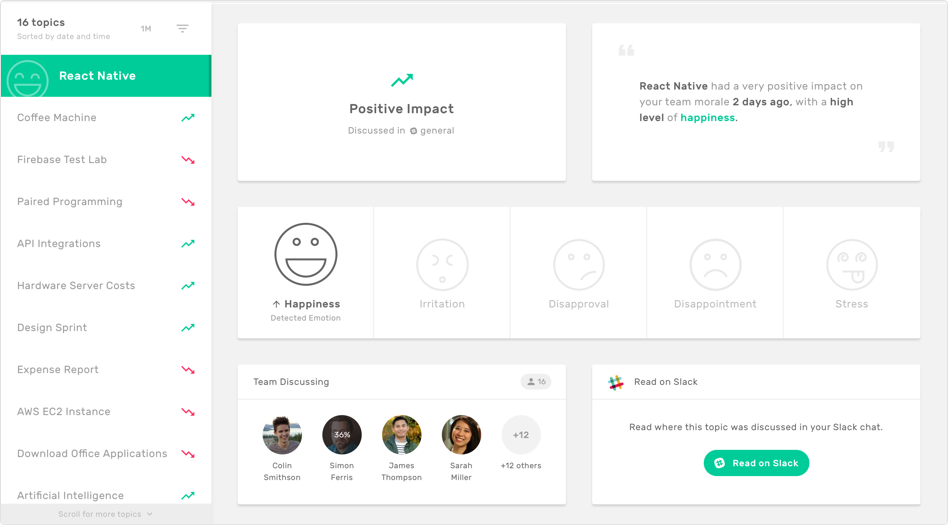 16 topics
Sorted by date and time
1M
React Native
Coffee Machine
Firebase Test Lab
Paired Programming
API Integrations
Hardware Server Costs
Design Sprint
Expense Report
AWS EC2 Instance
Download Office Applications
Artificial Intelligence
Scroll for more topics
Positive Impact
Discussed in general
“
React Native had a very positive impact on
your team morale 2 days ago, with a high
level of happiness.
”
↑ Happiness
Detected Emotion
Irritation
Disapproval
Disappointment
Stress
Team Discussing
16
Colin
Smithson
36%
Simon
Ferris
James
Thompson
Sarah
Miller
+12
+12 others
Read on Slack
Read where this topic was discussed in your Slack chat.
Read on Slack